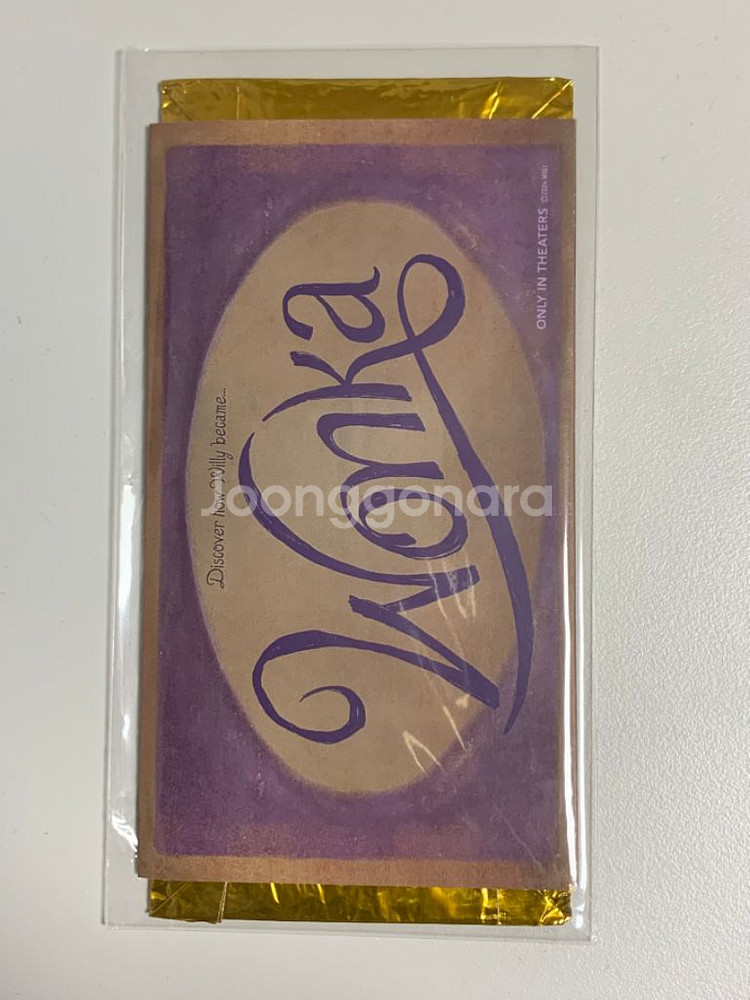 Discover how Willy became...
Wonka
ONLY IN THEATERS
joonggonara